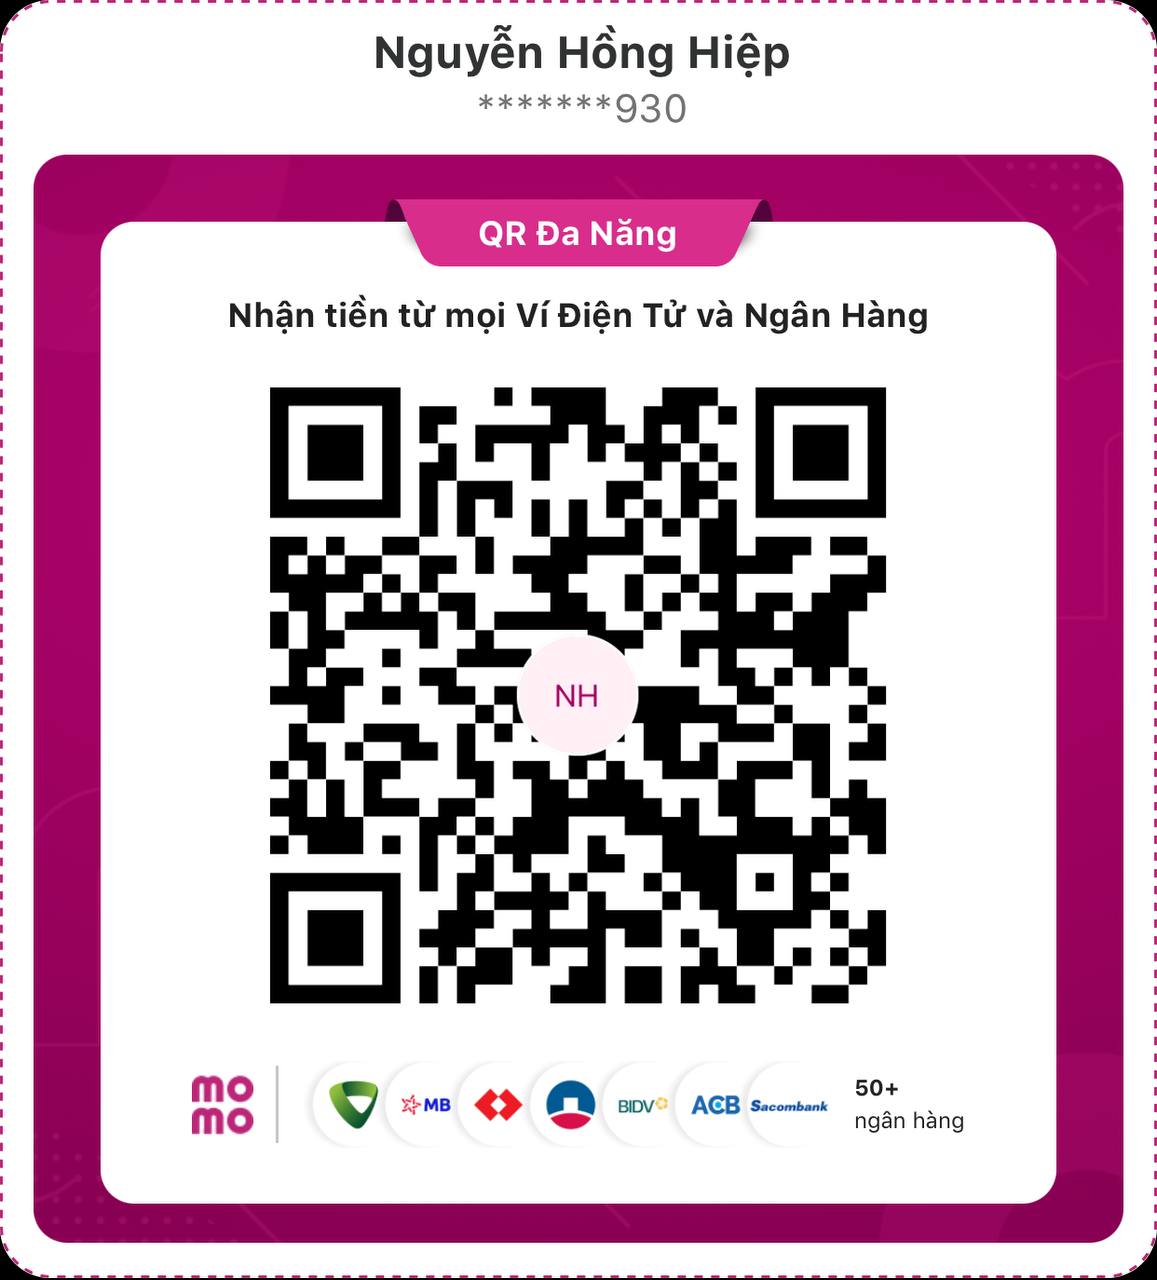 Nguyễn Hồng Hiệp
*******930
QR Đa Năng
Nhận tiền từ mọi Ví Điện Tử và Ngân Hàng
NH
mo
mo
MB
BIDV
ACB
Sacombank
50+
ngân hàng